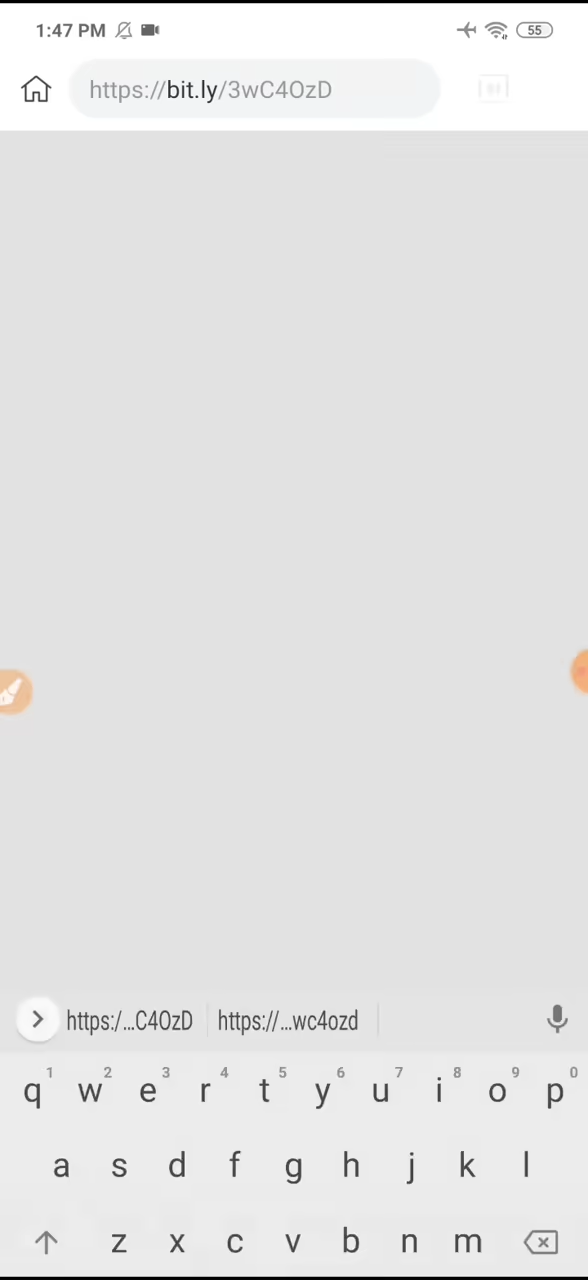 1:47 PM 55
https://bit.ly/3wC4OzD
https:/...C4OzD https://...wc4ozd
1 2 3 4 5 6 7 8 9 0
q w e r t y u i o p
a s d f g h j k l
z x c v b n m